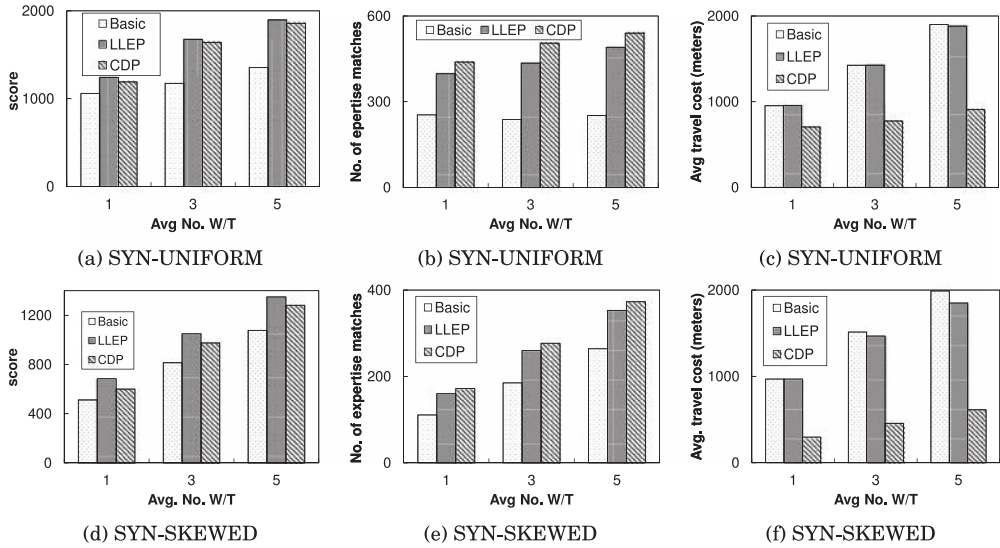 2000
1000
0
score
Basic
LLEP
CDP
1 3 5
Avg No. W/T
(a) SYN-UNIFORM
600
300
0
No. of epertise matches
Basic LLEP CDP
1 3 5
Avg No. W/T
(b) SYN-UNIFORM
2000
1000
0
Avg travel cost (meters)
Basic
LLEP
CDP
1 3 5
Avg No. W/T
(c) SYN-UNIFORM
1200
800
400
0
score
Basic
LLEP
CDP
1 3 5
Avg. No. W/T
(d) SYN-SKEWED
400
200
0
No. of expertise matches
Basic
LLEP
CDP
1 3 5
Avg. No. W/T
(e) SYN-SKEWED
2000
1000
0
Avg. travel cost (meters)
Basic
LLEP
CDP
1 3 5
Avg. No. W/T
(f) SYN-SKEWED